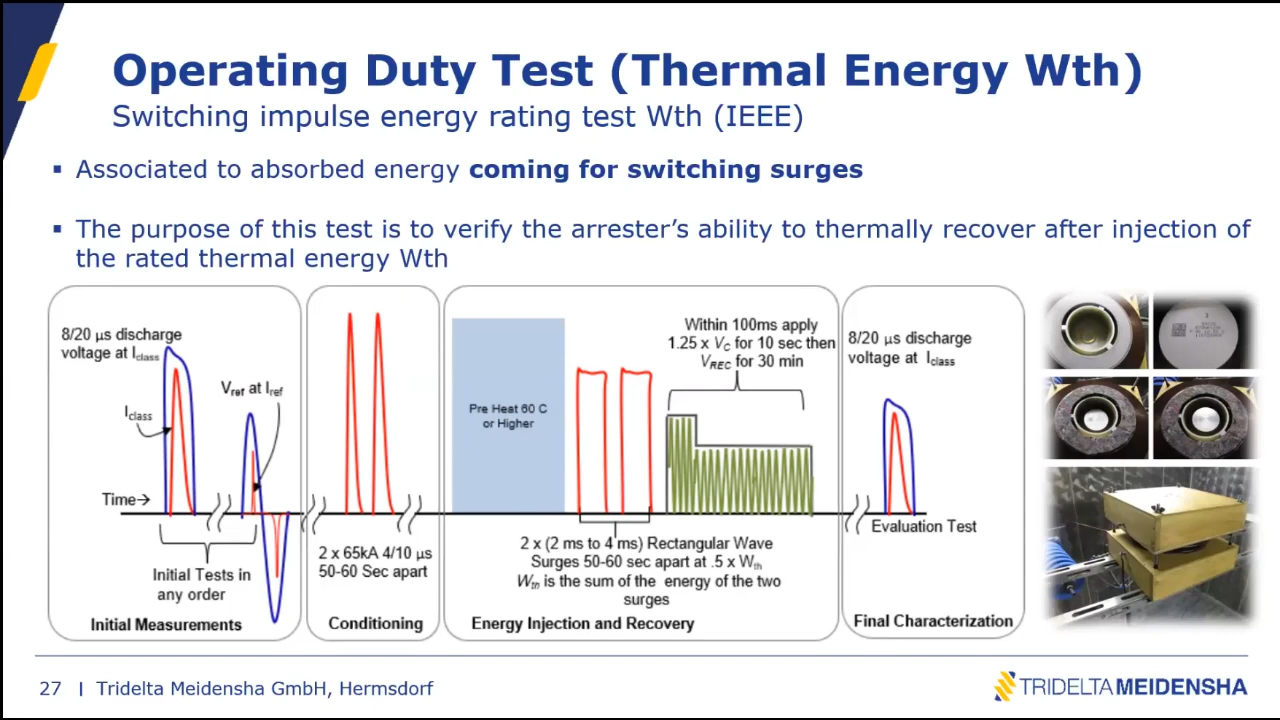 Operating Duty Test (Thermal Energy Wth)
Switching impulse energy rating test Wth (IEEE)
▪ Associated to absorbed energy coming for switching surges
▪ The purpose of this test is to verify the arrester's ability to thermally recover after injection of
the rated thermal energy Wth
8/20 µs discharge
voltage at Iclass
Iclass
Vref at Iref
Time→
Initial Tests in
any order
Initial Measurements
2 x 65kA 4/10 µs
50-60 Sec apart
Conditioning
Pre Heat 60 C
or Higher
Within 100ms apply
1.25 x VC for 10 sec then
VREC for 30 min
2 x (2 ms to 4 ms) Rectangular Wave
Surges 50-60 sec apart at .5 x Wth
Wth is the sum of the energy of the two
surges
Energy Injection and Recovery
8/20 µs discharge
voltage at Iclass
Evaluation Test
Final Characterization
27 | Tridelta Meidensha GmbH, Hermsdorf
TRIDELTA MEIDENSHA